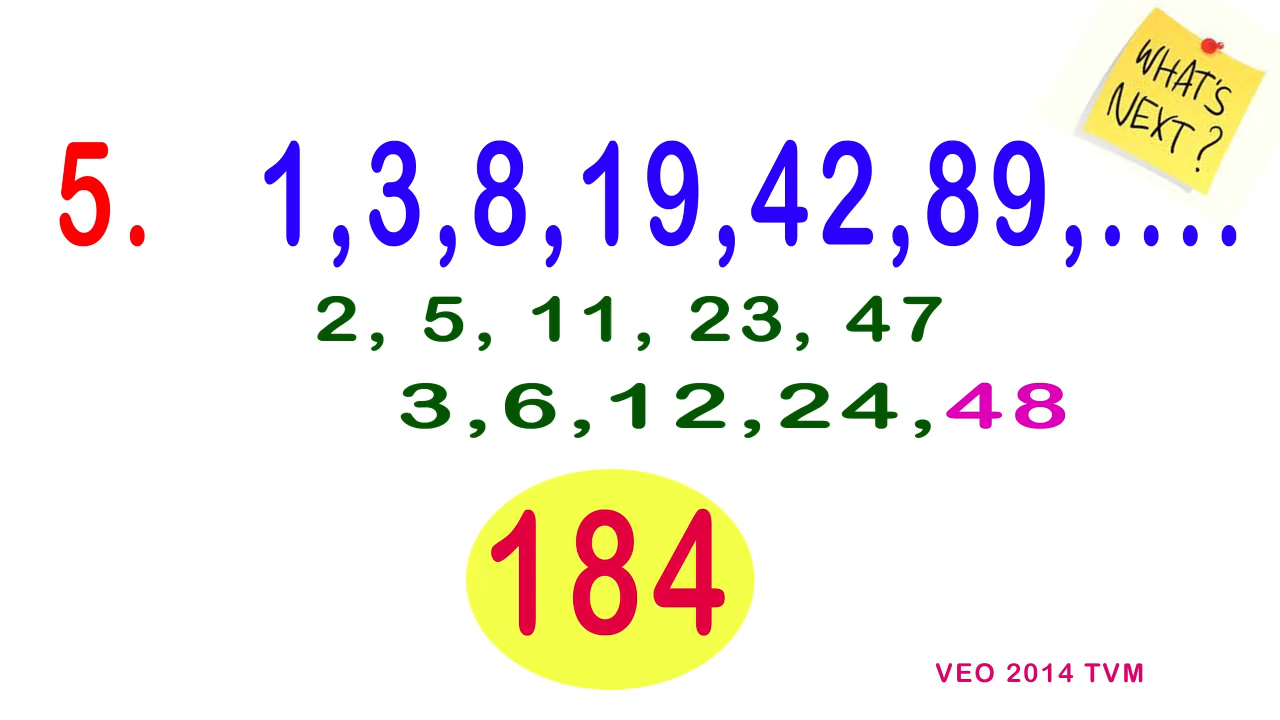 WHAT'S
NEXT?
5. 1,3,8,19,42,89,....
2, 5, 11, 23, 47
3,6,12,24,48
184
VEO 2014 TVM